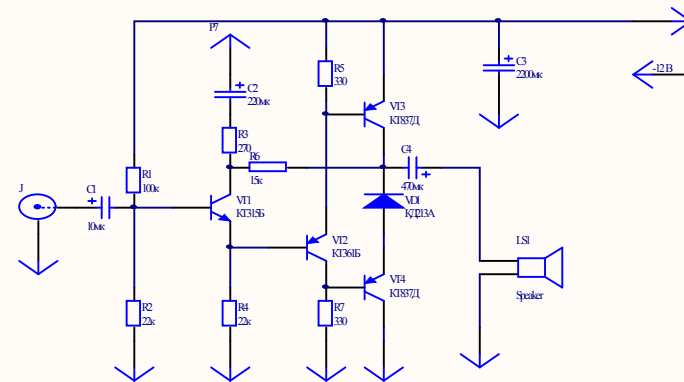 P7
-12 В
C3
2200мк
R5
330
C2
220мк
VT3
КТ837Д
R3
270
R6
15к
C4
470мк
R1
100к
J
C1
10мк
VT1
КТ315Б
VD1
КД213А
VT2
КТ361Б
LS1
Speaker
VT4
КТ837Д
R2
22к
R4
22к
R7
330